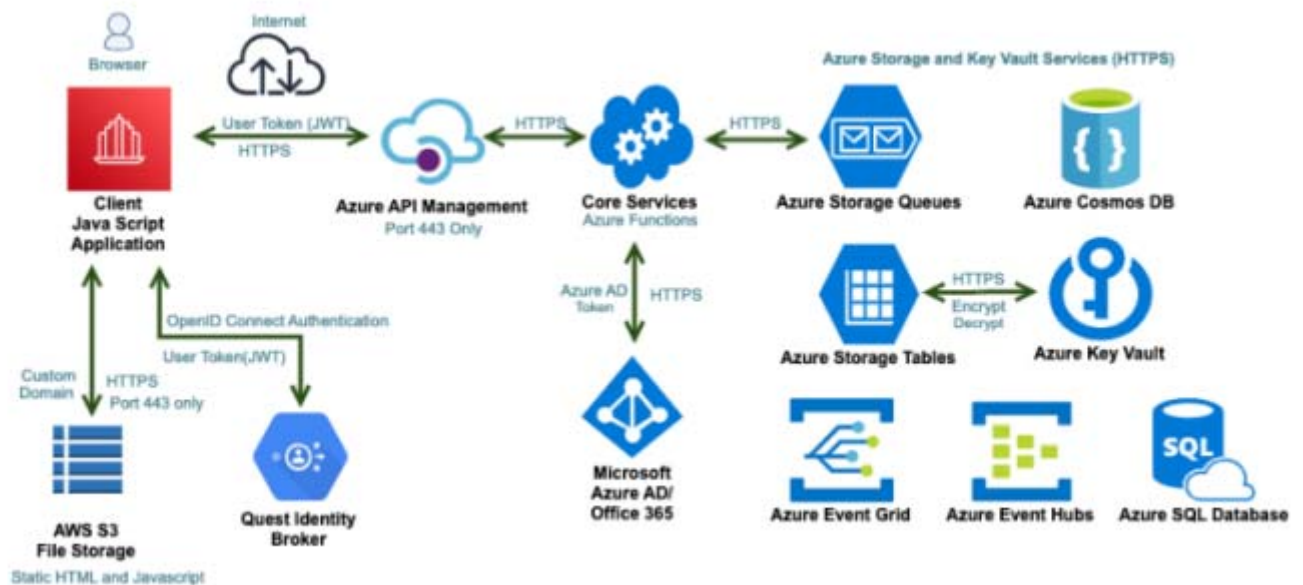 Internet
Browser
Azure Storage and Key Vault Services (HTTPS)
User Token (JWT)
HTTPS
HTTPS
HTTPS
Client
Java Script
Application
Azure API Management
Port 443 Only
Core Services
Azure Functions
Azure Storage Queues
Azure Cosmos DB
Azure AD
Token
HTTPS
HTTPS
Encrypt
Decrypt
OpenID Connect Authentication
User Token(JWT)
Azure Storage Tables
Azure Key Vault
Custom
Domain
HTTPS
Port 443 only
SQL
AWS S3
File Storage
Static HTML and Javascript
Quest Identity
Broker
Microsoft
Azure AD/
Office 365
Azure Event Grid
Azure Event Hubs
Azure SQL Database